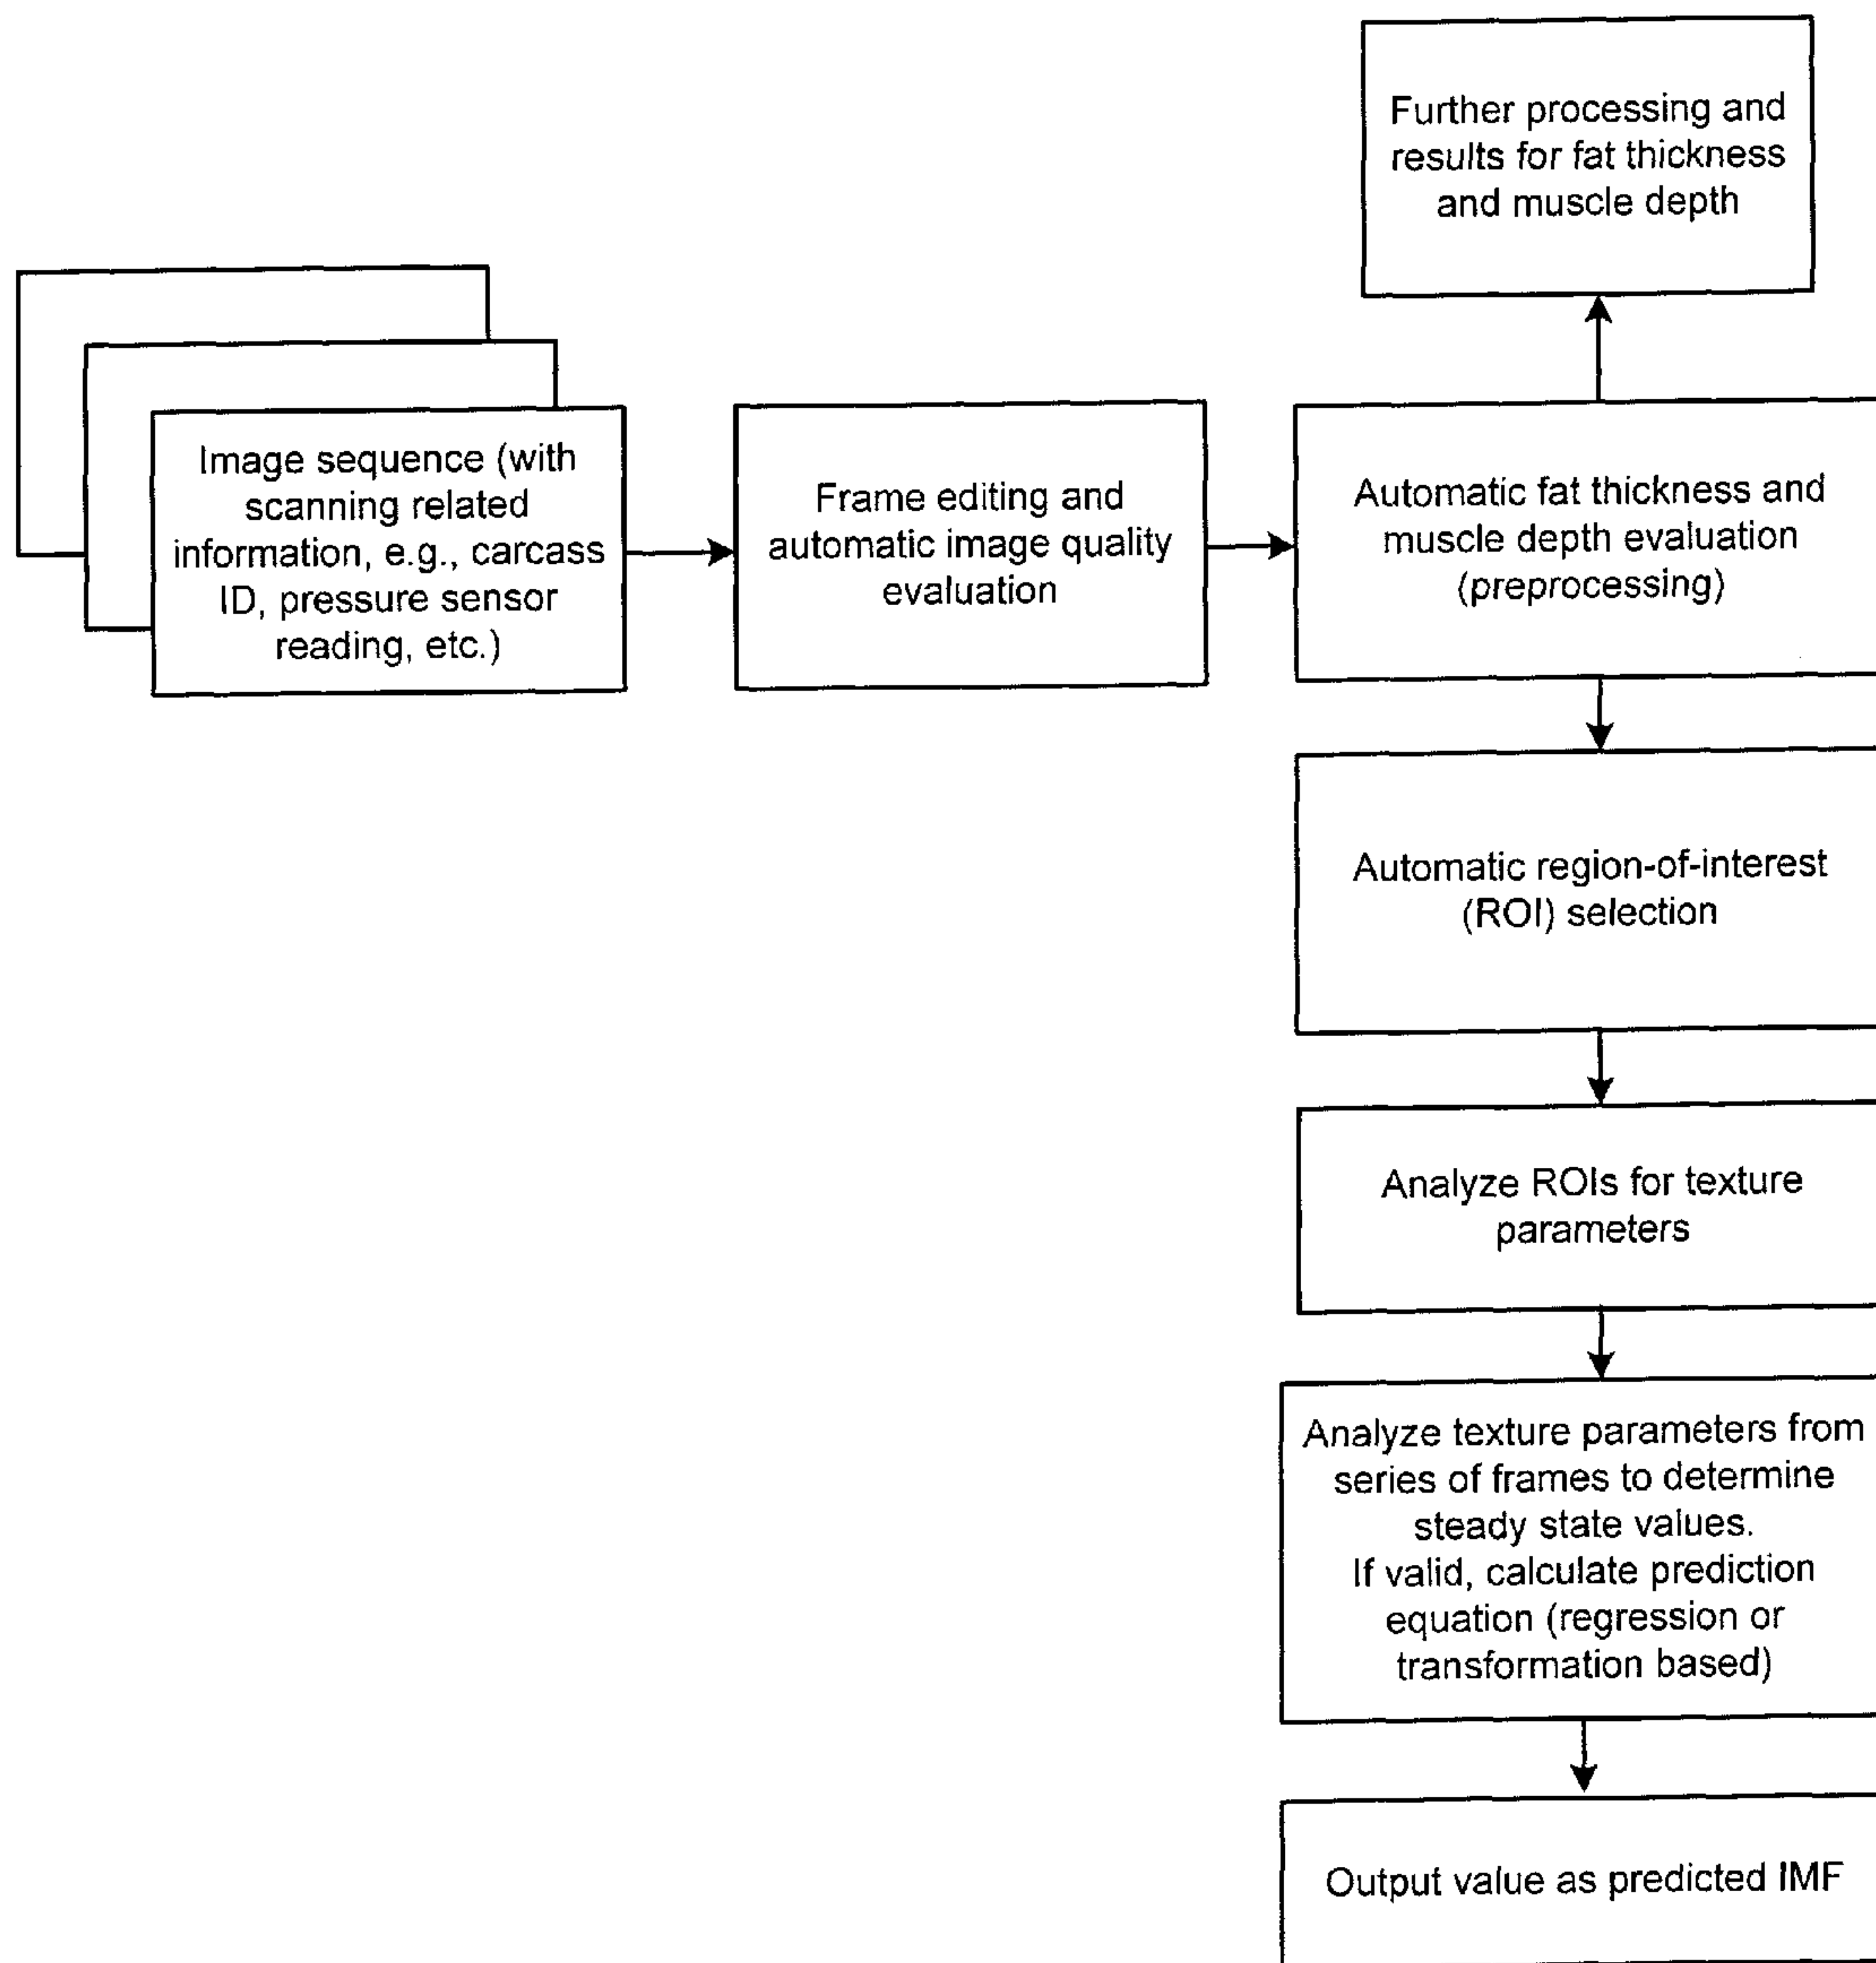 Further processing and
results for fat thickness
and muscle depth
Image sequence (with
scanning related
information, e.g., carcass
ID, pressure sensor
reading, etc.)
Frame editing and
automatic image quality
evaluation
Automatic fat thickness and
muscle depth evaluation
(preprocessing)
Automatic region-of-interest
(ROI) selection
Analyze ROIs for texture
parameters
Analyze texture parameters from
series of frames to determine
steady state values.
If valid, calculate prediction
equation (regression or
transformation based)
Output value as predicted IMF